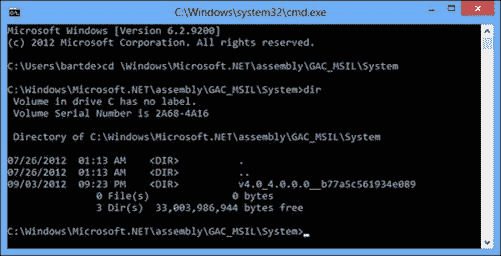 C:\Windows\system32\cmd.exe
Microsoft Windows [Version 6.2.9200]
(c) 2012 Microsoft Corporation. All rights reserved.
C:\Users\bartde>cd \Windows\Microsoft.NET\assembly\GAC_MSIL\System
C:\Windows\Microsoft.NET\assembly\GAC_MSIL\System>dir
Volume in drive C has no label.
Volume Serial Number is 2A68-4A16
Directory of C:\Windows\Microsoft.NET\assembly\GAC_MSIL\System
07/26/2012 01:13 AM <DIR> .
07/26/2012 01:13 AM <DIR> ..
09/03/2012 09:23 PM <DIR> v4.0_4.0.0.0__b77a5c561934e089
0 File(s) 0 bytes
3 Dir(s) 33,003,986,944 bytes free
C:\Windows\Microsoft.NET\assembly\GAC_MSIL\System>_